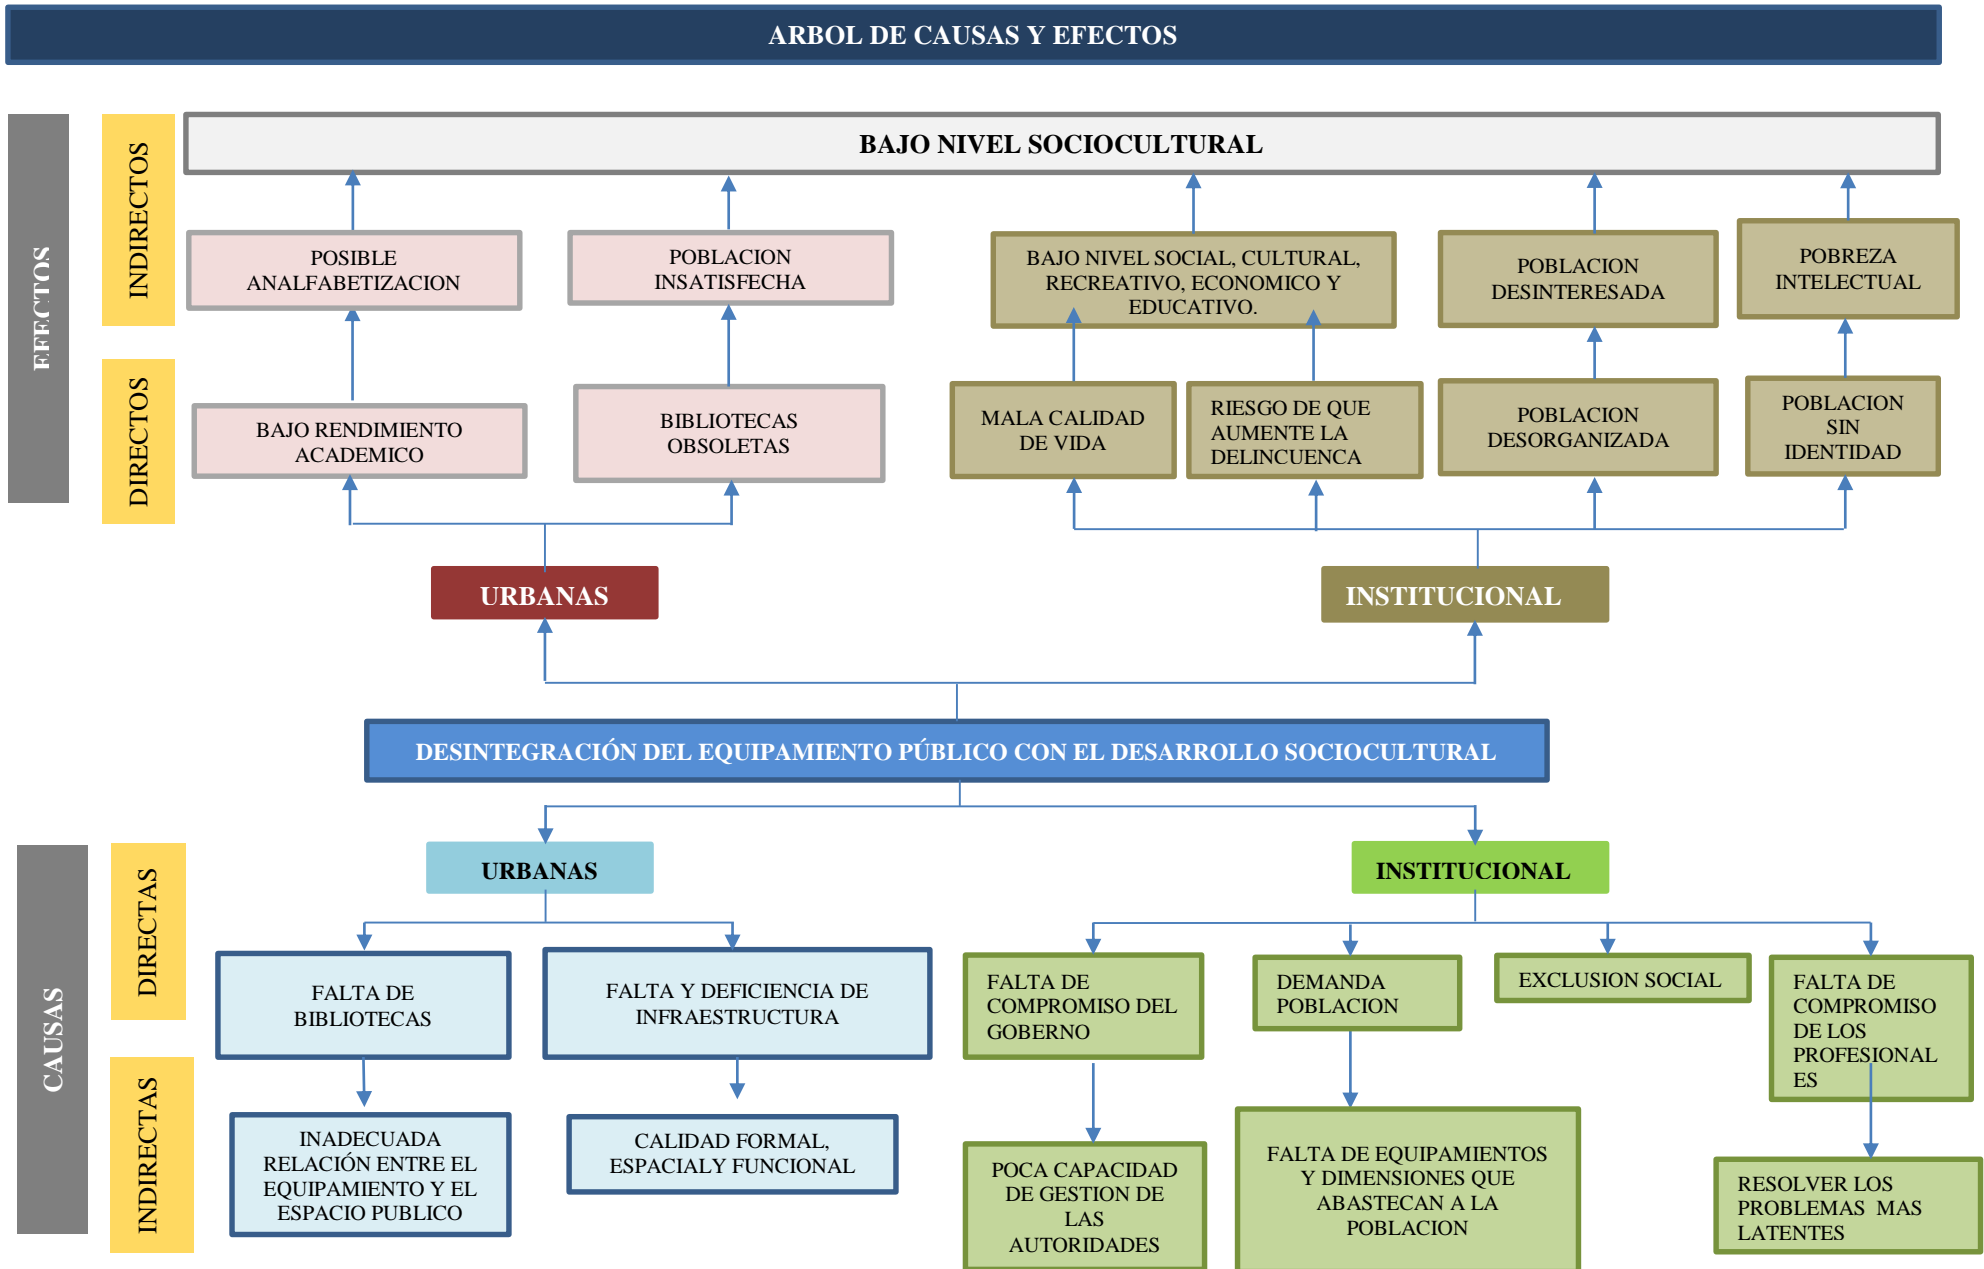 ARBOL DE CAUSAS Y EFECTOS
EFECTOS
INDIRECTOS
BAJO NIVEL SOCIOCULTURAL
POSIBLE
ANALFABETIZACION
POBLACION
INSATISFECHA
BAJO NIVEL SOCIAL, CULTURAL,
RECREATIVO, ECONOMICO Y
EDUCATIVO.
POBLACION
DESINTERESADA
POBREZA
INTELECTUAL
DIRECTOS
BAJO RENDIMIENTO
ACADEMICO
BIBLIOTECAS
OBSOLETAS
MALA CALIDAD
DE VIDA
RIESGO DE QUE
AUMENTE LA
DELINCUENCA
POBLACION
DESORGANIZADA
POBLACION
SIN
IDENTIDAD
URBANAS
INSTITUCIONAL
DESINTEGRACIÓN DEL EQUIPAMIENTO PÚBLICO CON EL DESARROLLO SOCIOCULTURAL
CAUSAS
URBANAS
INSTITUCIONAL
DIRECTAS
FALTA DE
BIBLIOTECAS
FALTA Y DEFICIENCIA DE
INFRAESTRUCTURA
FALTA DE
COMPROMISO DEL
GOBERNO
DEMANDA
POBLACION
EXCLUSION SOCIAL
FALTA DE
COMPROMISO
DE LOS
PROFESIONAL
ES
INDIRECTAS
INADECUADA
RELACIÓN ENTRE EL
EQUIPAMIENTO Y EL
ESPACIO PUBLICO
CALIDAD FORMAL,
ESPACIALY FUNCIONAL
POCA CAPACIDAD
DE GESTION DE
LAS
AUTORIDADES
FALTA DE EQUIPAMIENTOS
Y DIMENSIONES QUE
ABASTECAN A LA
POBLACION
RESOLVER LOS
PROBLEMAS MAS
LATENTES